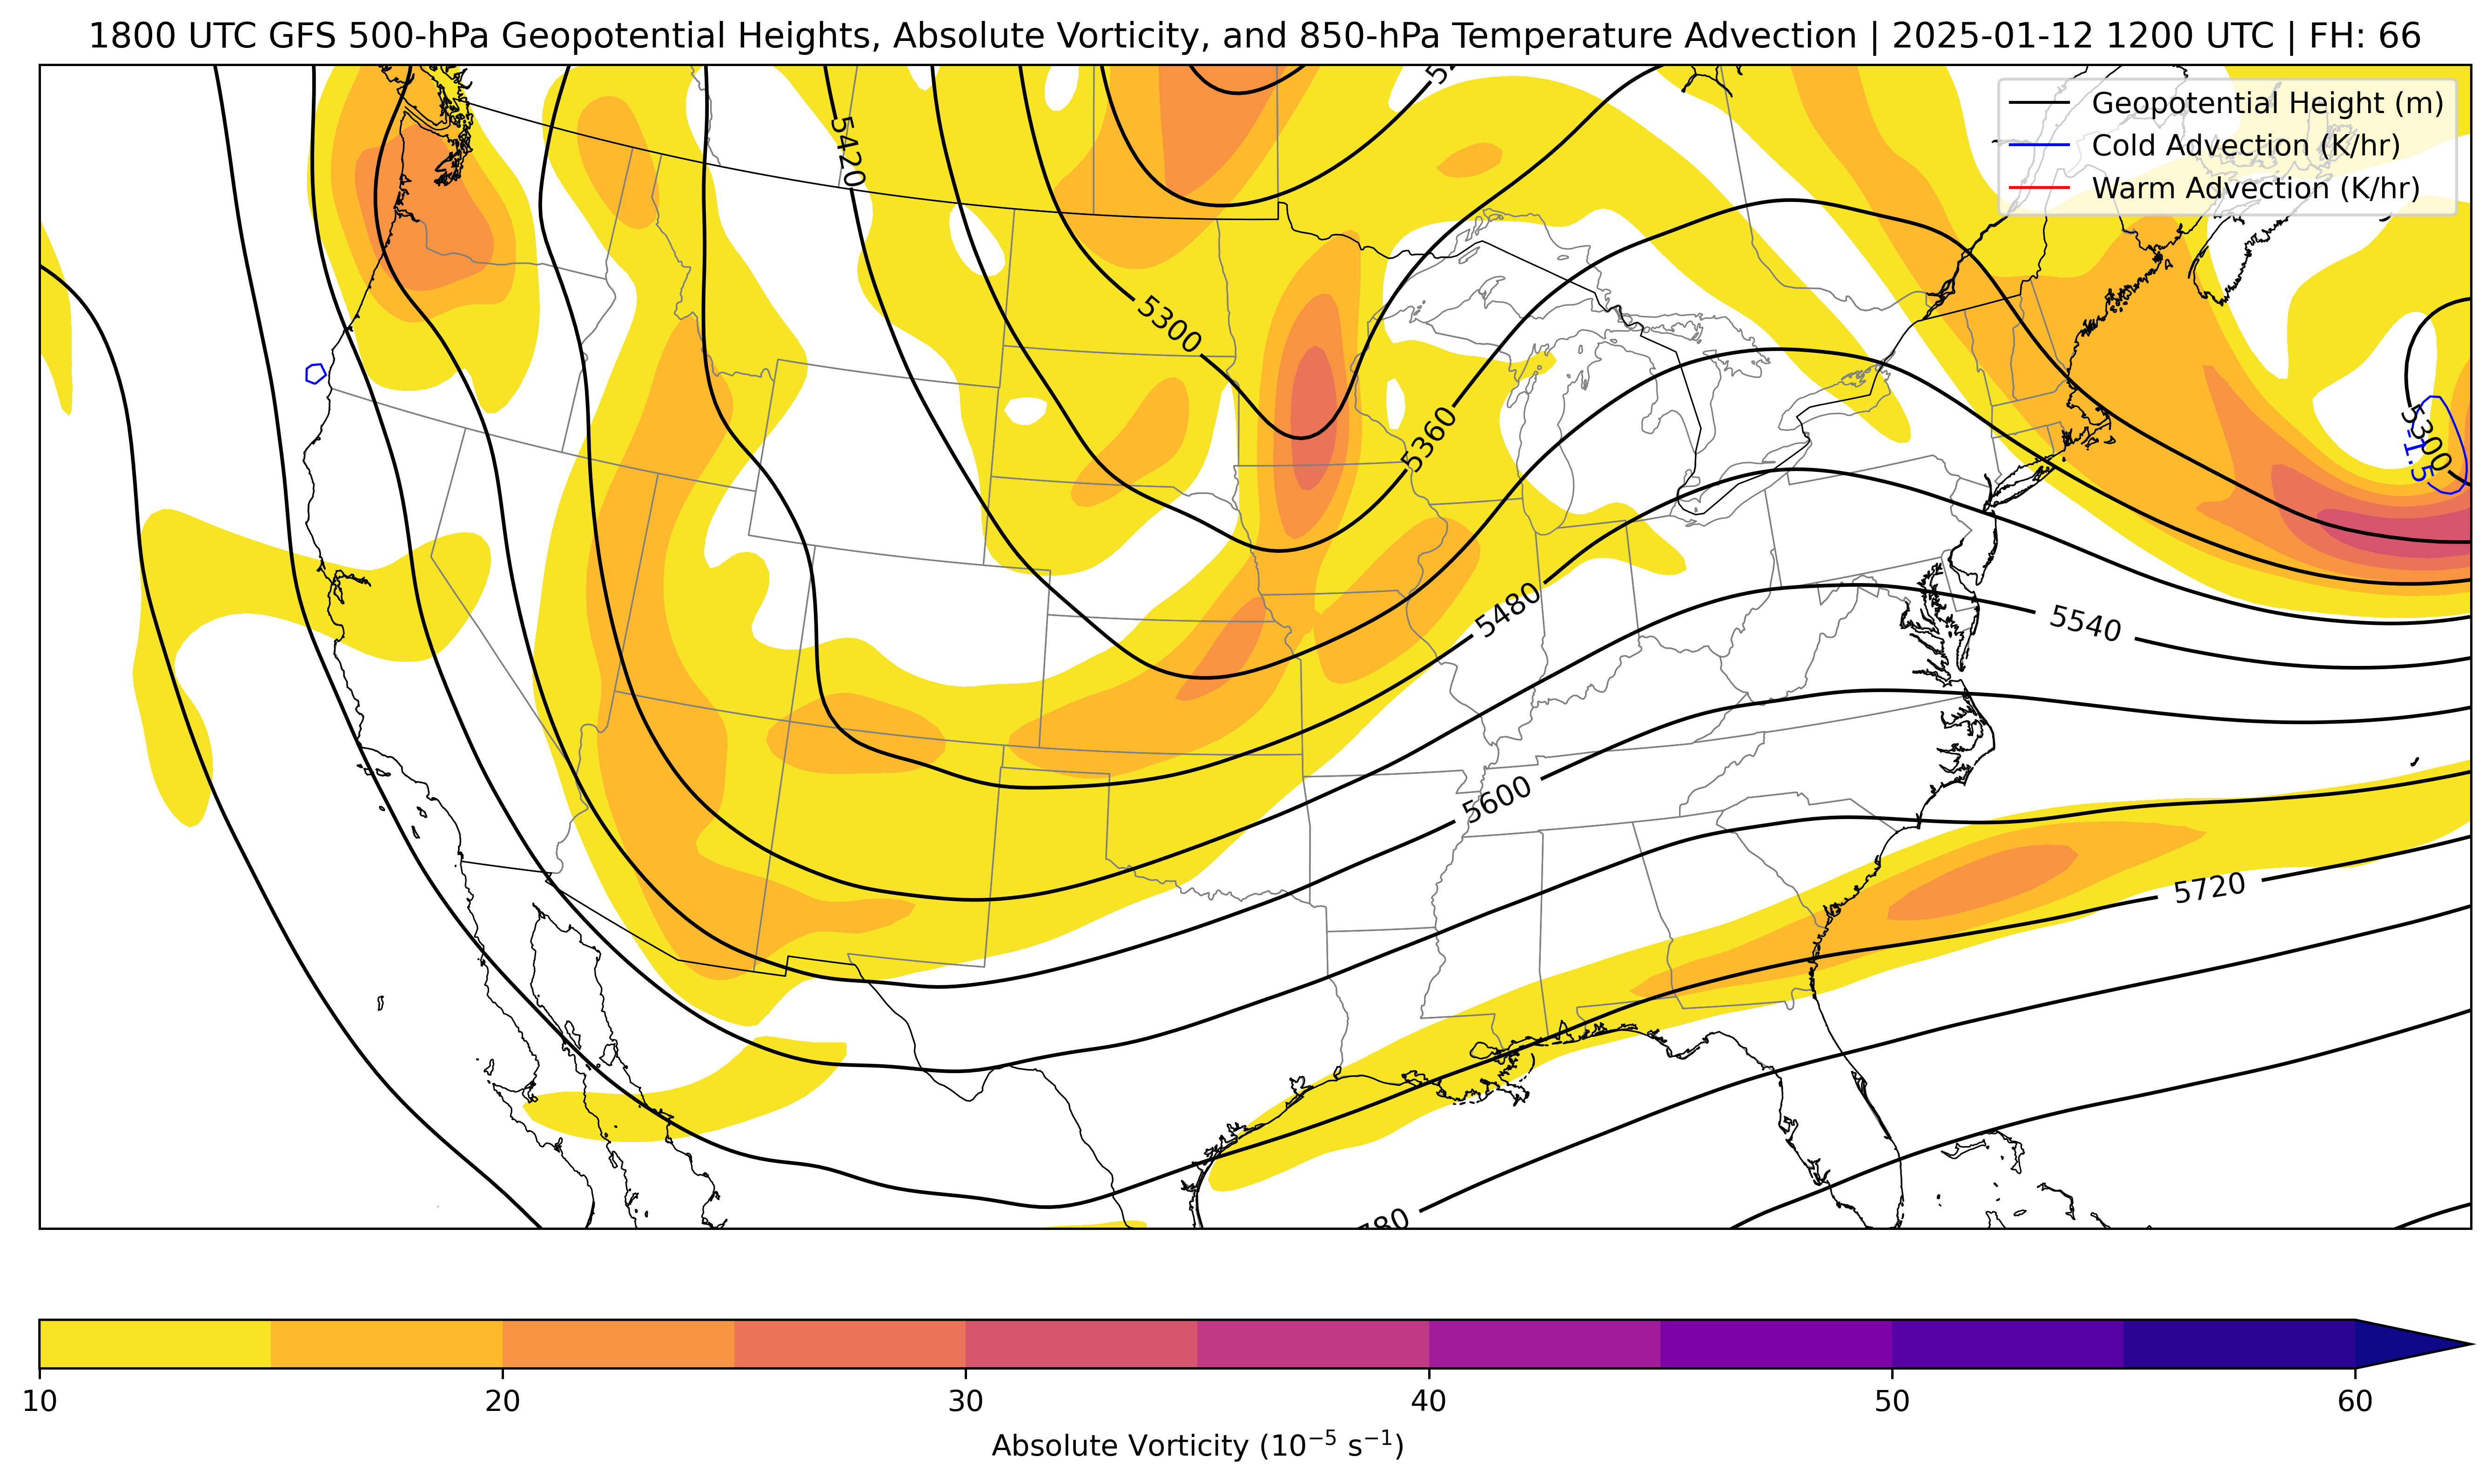 1800 UTC GFS 500-hPa Geopotential Heights, Absolute Vorticity, and 850-hPa Temperature Advection | 2025-01-12 1200 UTC | FH: 66
Geopotential Height (m)
Cold Advection (K/hr)
Warm Advection (K/hr)
5420
5300
5360
5300
-1.5
5480
5540
5600
5720
10 20 30 40 50 60
Absolute Vorticity (10⁻⁵ s⁻¹)